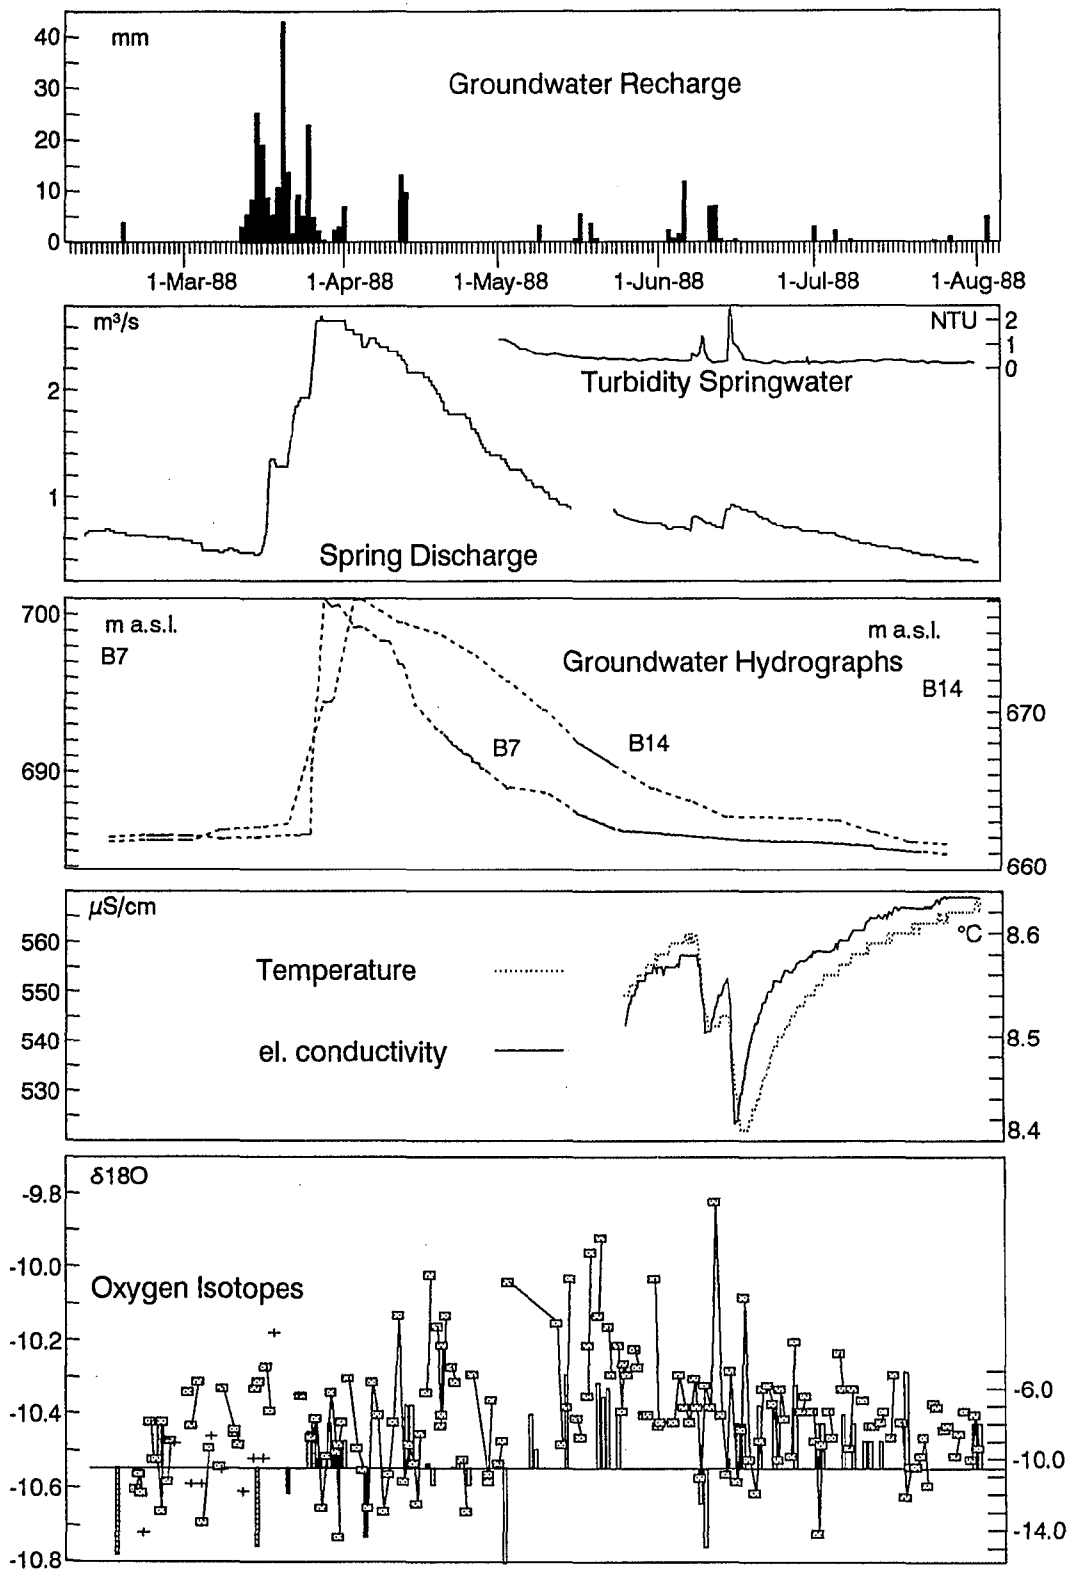 40
mm
Groundwater Recharge
30
20
10
0
1-Mar-88 1-Apr-88 1-May-88 1-Jun-88 1-Jul-88 1-Aug-88
m³/s
NTU 2
1
0
Turbidity Springwater
2
1
Spring Discharge
700
m a.s.l.
B7
m a.s.l.
Groundwater Hydrographs
B14
670
B7
B14
690
660
µS/cm
560
°C
8.6
Temperature
550
540
8.5
el. conductivity
530
8.4
δ18O
-9.8
-10.0
Oxygen Isotopes
-10.2
-10.4
-6.0
-10.0
-10.6
-14.0
-10.8